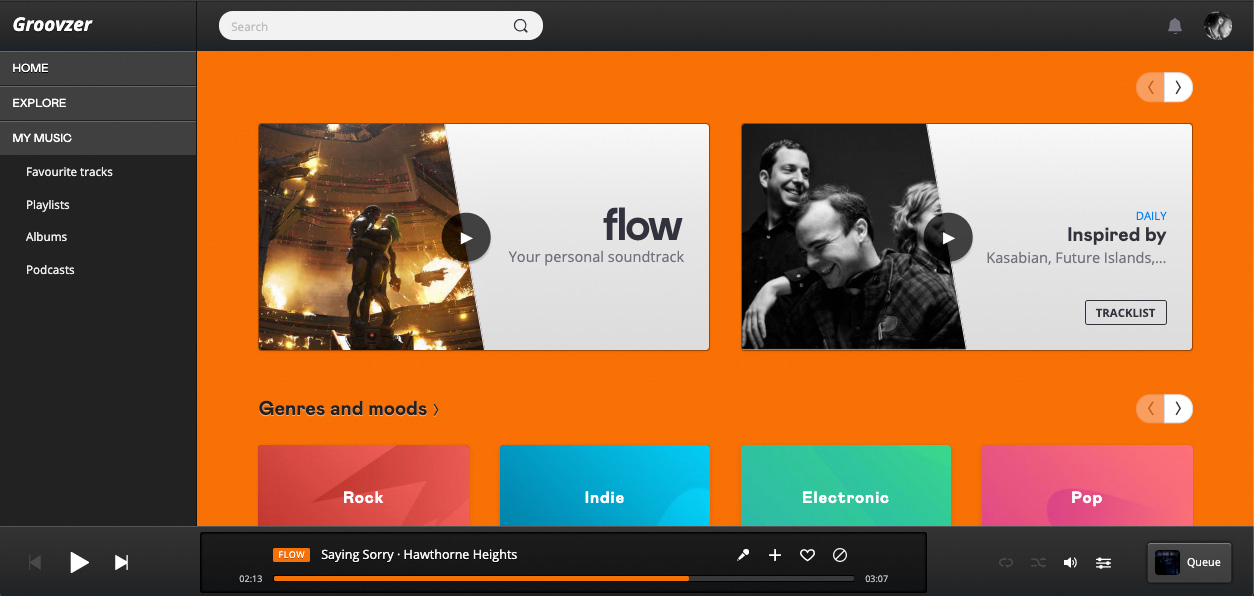 Groovzer
Search
HOME
EXPLORE
MY MUSIC
Favourite tracks
Playlists
Albums
Podcasts
flow
Your personal soundtrack
DAILY
Inspired by
Kasabian, Future Islands,...
TRACKLIST
Genres and moods
Rock
Indie
Electronic
Pop
FLOW Saying Sorry · Hawthorne Heights
02:13 03:07
Queue